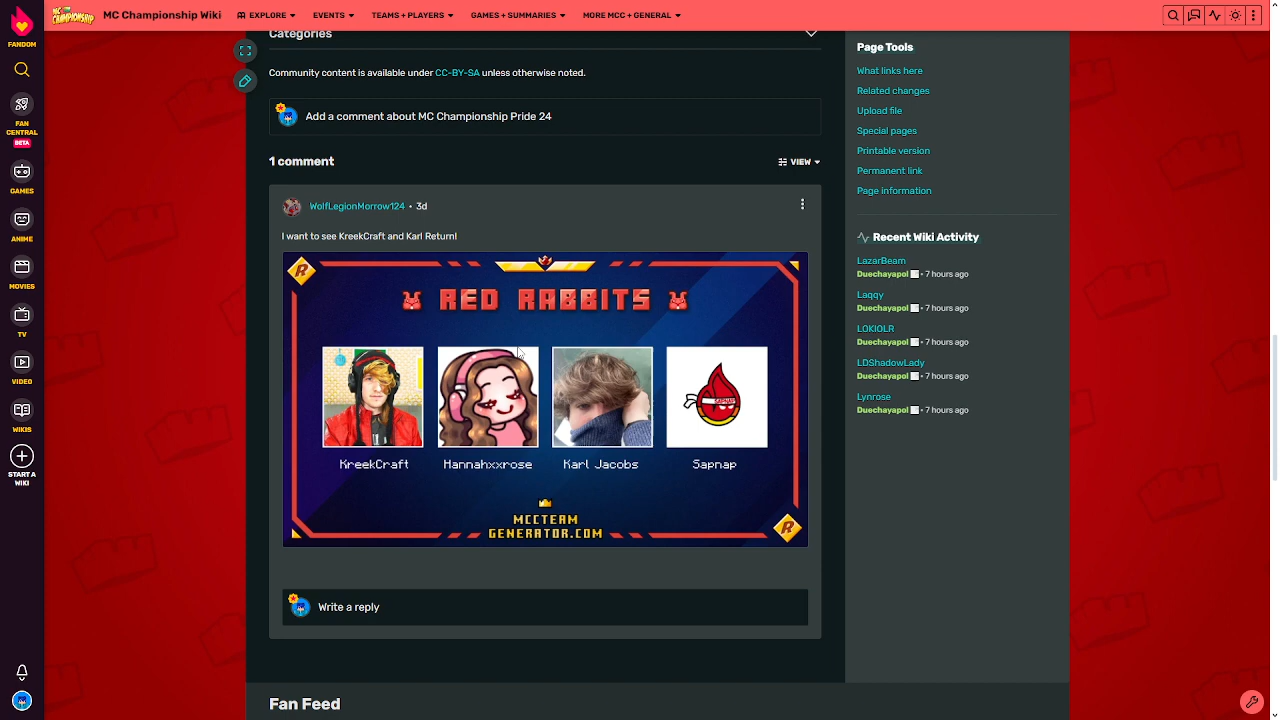 MC CHAMPIONSHIP
MC Championship Wiki
EXPLORE
EVENTS
TEAMS + PLAYERS
GAMES + SUMMARIES
MORE MCC + GENERAL
FANDOM
FAN
CENTRAL
BETA
GAMES
ANIME
MOVIES
TV
VIDEO
WIKIS
START A
WIKI
Categories
Community content is available under CC-BY-SA unless otherwise noted.
Add a comment about MC Championship Pride 24
1 comment
VIEW
WolfLegionMorrow124 • 3d
I want to see KreekCraft and Karl Return!
R
RED RABBITS
SAPNAP
KreekCraft
Hannahxxrose
Karl Jacobs
Sapnap
MCCTEAM
GENERATOR.COM
R
Write a reply
Fan Feed
Page Tools
What links here
Related changes
Upload file
Special pages
Printable version
Permanent link
Page information
Recent Wiki Activity
LazarBeam
Duechayapol • 7 hours ago
Laqqy
Duechayapol • 7 hours ago
LOKIOLR
Duechayapol • 7 hours ago
LDShadowLady
Duechayapol • 7 hours ago
Lynrose
Duechayapol • 7 hours ago